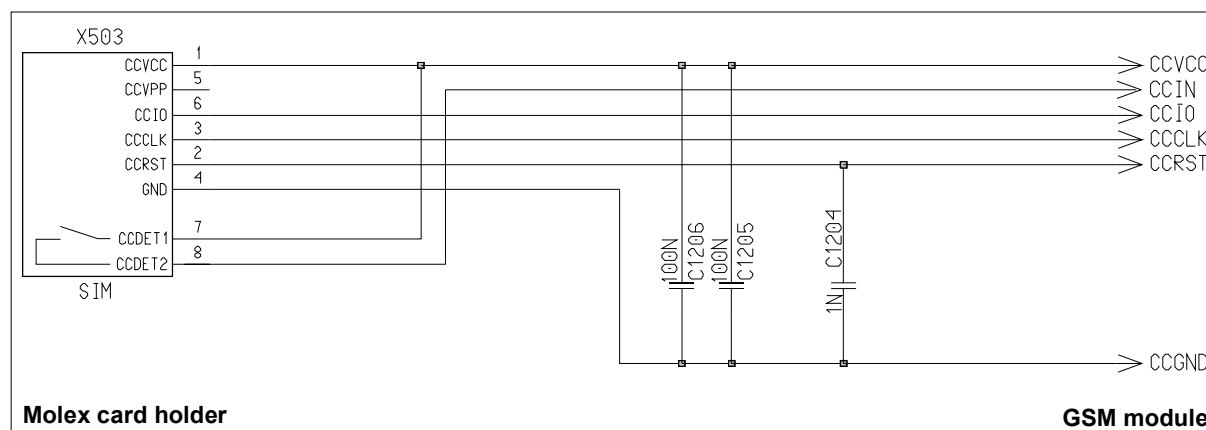 X503
CCVCC 1
CCVPP 5
CCIO 6
CCCLK 3
CCRST 2
GND 4
CCDET1 7
CCDET2 8
SIM
100N
C1206
100N
C1205
1N
C1204
CCVCC
CCIN
CCIO
CCCLK
CCRST
CCGND
Molex card holder
GSM module